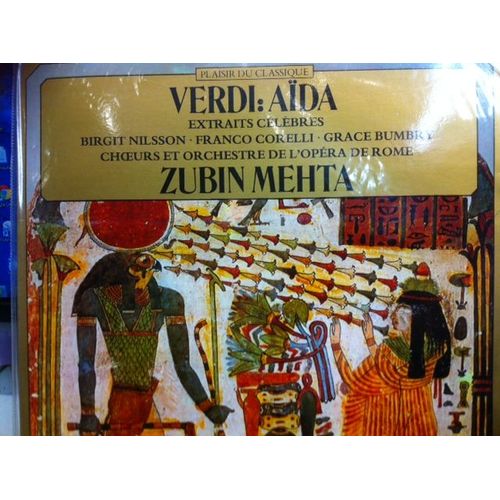 PLAISIR DU CLASSIQUE
VERDI: AÏDA
EXTRAITS CÉLÈBRES
BIRGIT NILSSON · FRANCO CORELLI · GRACE BUMBRY
CHŒURS ET ORCHESTRE DE L'OPÉRA DE ROME
ZUBIN MEHTA